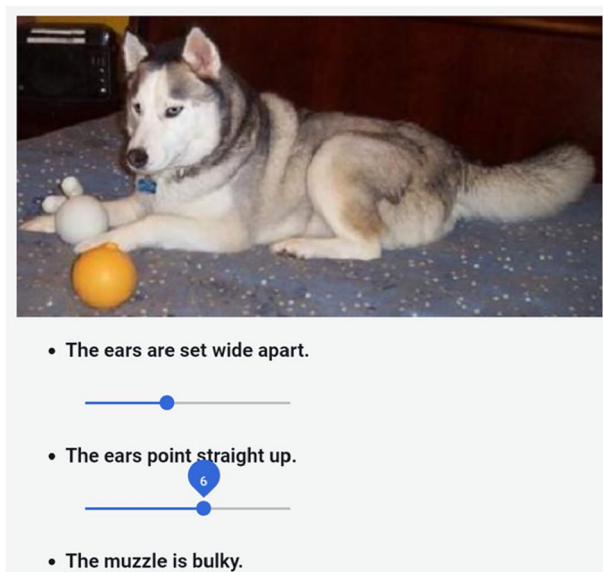 The ears are set wide apart.
The ears point straight up.
6
The muzzle is bulky.